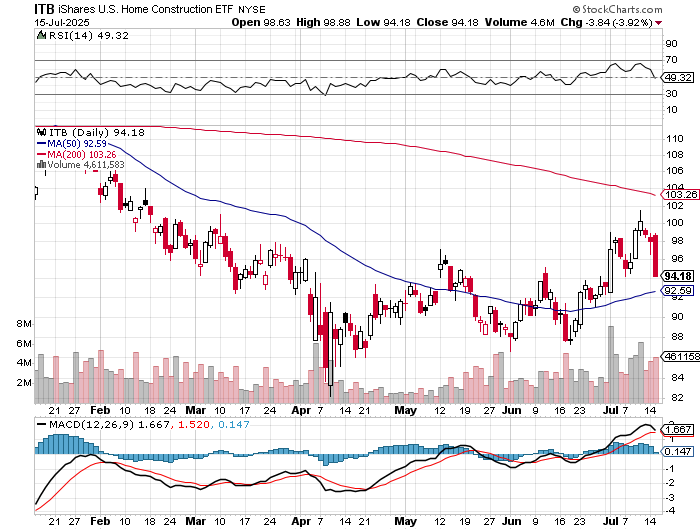 ITB iShares U.S. Home Construction ETF NYSE
© StockCharts.com
15-Jul-2025
Open 98.63 High 98.88 Low 94.18 Close 94.18 Volume 4.6M Chg -3.84 (-3.92%)
RSI(14) 49.32
90
70
49.32
30
10
ITB (Daily) 94.18
MA(50) 92.59
MA(200) 103.26
Volume 4,611,583
110
108
106
104
103.26
102
100
98
96
94.18
92.59
92
90
88
86
84
82
8M
6M
4M
2M
461158
21 27 Feb 10 18 24 Mar 10 17 24 Apr 7 14 21 May 12 19 27 Jun 9 16 23 Jul 7 14
MACD(12,26,9) 1.667, 1.520, 0.147
1.667
0.147
-1
-2
-3
-4
21 27 Feb 10 18 24 Mar 10 17 24 Apr 7 14 21 May 12 19 27 Jun 9 16 23 Jul 7 14